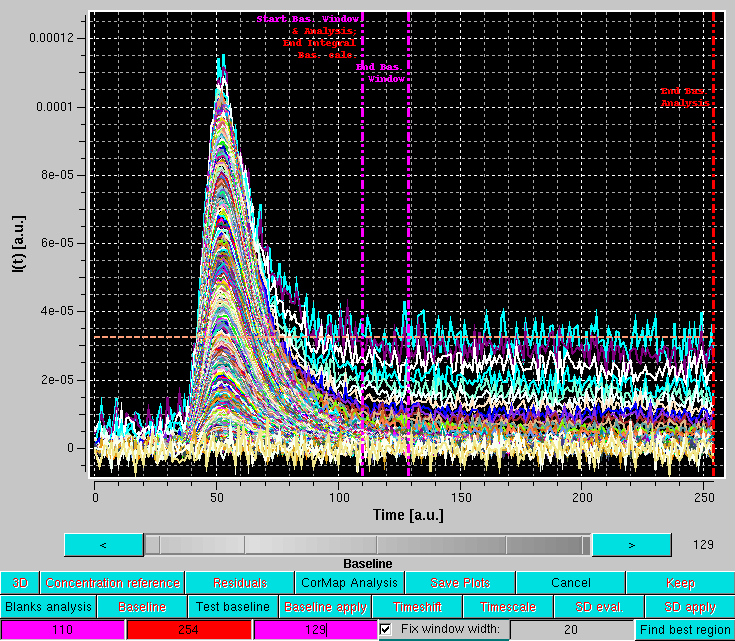 Start Bas. Window
& Analysis;
End Integral
Bas. calc.
End Bas.
Window
End Bas.
Analysis
0.00012
0.0001
8e-05
6e-05
4e-05
2e-05
0
I(t) [a.u.]
0 50 100 150 200 250
Time [a.u.]
< > 129
Baseline
3D Concentration reference Residuals CorMap Analysis Save Plots Cancel Keep
Blanks analysis Baseline Test baseline Baseline apply Timeshift Timescale SD eval SD apply
110 254 129 Fix window width: 20 Find best region